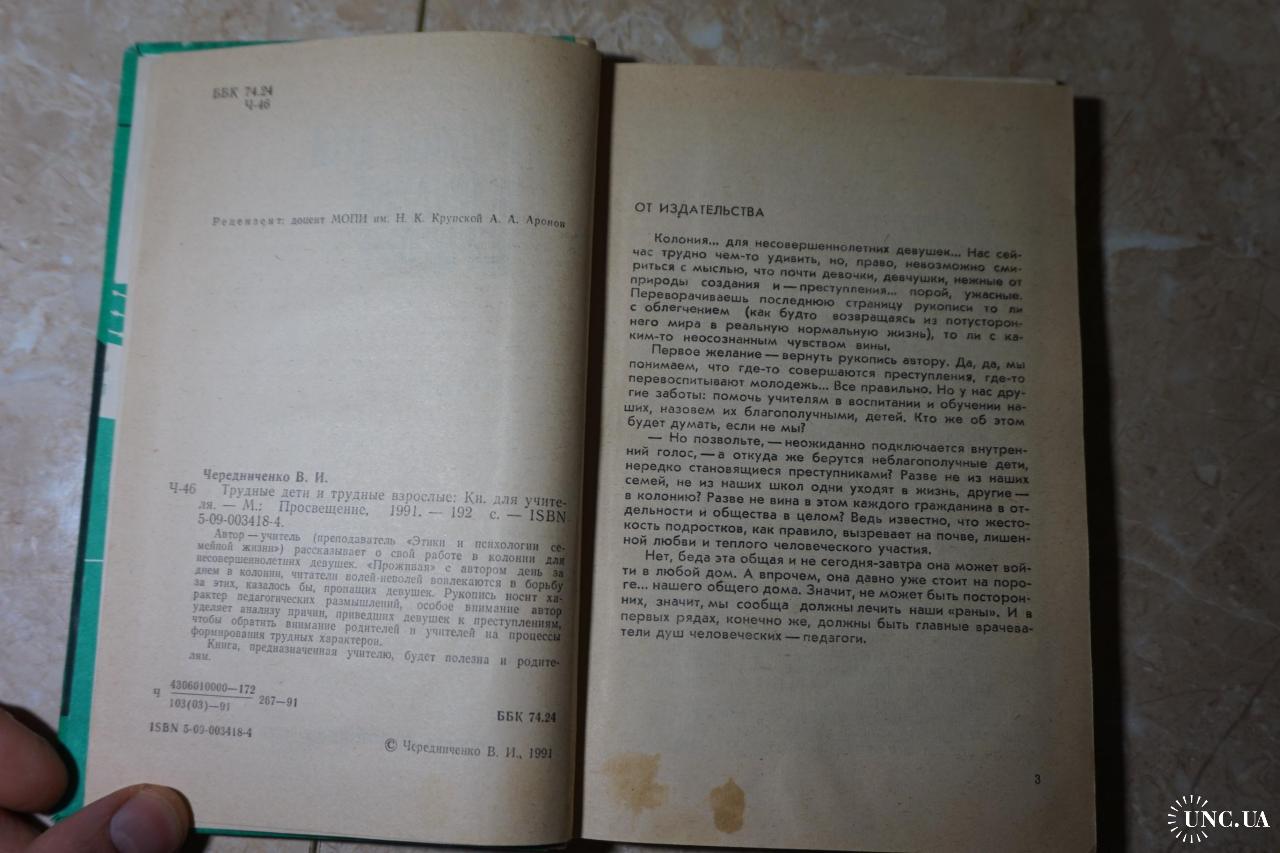 ББК 74.24
Ч-46
Рецензент: доцент МОПИ им. Н. К. Крупской А. А. Аронов
Чередниченко В. И.
Ч-46 Трудные дети и трудные взрослые: Кн. для учите-
ля. — М.: Просвещение, 1991. — 192 с. — ISBN
5-09-003418-4.
Автор — учитель (преподаватель «Этики и психологии се-
мейной жизни») рассказывает о свой работе в колонии для
несовершеннолетних девушек. «Проживая» с автором день за
днем в колонии, читатели волей-неволей вовлекаются в борьбу
за этих, казалось бы, пропащих девушек. Рукопись носит ха-
рактер педагогических размышлений, особое внимание автор
уделяет анализу причин, приведших девушек к преступлениям,
чтобы обратить внимание родителей и учителей на процессы
формирования трудных характеров.
Книга, предназначенная учителю, будет полезна и родите-
лям.
Ч 4306010000—172
103(03)—91 267—91
ББК 74.24
ISBN 5-09-003418-4
© Чередниченко В. И., 1991
ОТ ИЗДАТЕЛЬСТВА
Колония... для несовершеннолетних девушек... Нас сей-
час трудно чем-то удивить, но, право, невозможно сми-
риться с мыслью, что почти девочки, девчушки, нежные от
природы создания и — преступления... порой, ужасные.
Переворачиваешь последнюю страницу рукописи то ли
с облегчением (как будто возвращаясь из потусторон-
него мира в реальную нормальную жизнь), то ли с ка-
ким-то неосознанным чувством вины.
Первое желание — вернуть рукопись автору. Да, да, мы
понимаем, что где-то совершаются преступления, где-то
перевоспитывают молодежь... Все правильно. Но у нас дру-
гие заботы: помочь учителям в воспитании и обучении на-
ших, назовем их благополучными, детей. Кто же об этом
будет думать, если не мы?
— Но позвольте, — неожиданно подключается внутрен-
ний голос, — а откуда же берутся неблагополучные дети,
нередко становящиеся преступниками? Разве не из наших
семей, не из наших школ одни уходят в жизнь, другие —
в колонию? Разве не вина в этом каждого гражданина в от-
дельности и общества в целом? Ведь известно, что жесто-
кость подростков, как правило, вызревает на почве, лишен-
ной любви и теплого человеческого участия.
Нет, беда эта общая и не сегодня-завтра она может вой-
ти в любой дом. А впрочем, она давно уже стоит на поро-
ге... нашего общего дома. Значит, не может быть посторон-
них, значит, мы сообща должны лечить наши «раны». И в
первых рядах, конечно же, должны быть главные врачева-
тели душ человеческих — педагоги.
3
UNC.UA